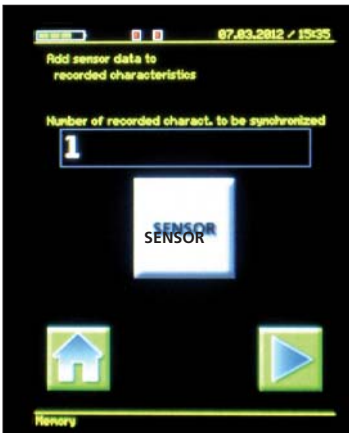 07.03.2012 / 15:35
Add sensor data to
recorded characteristics
Number of recorded charact. to be synchronized
1
SENSOR
SENSOR
Memory